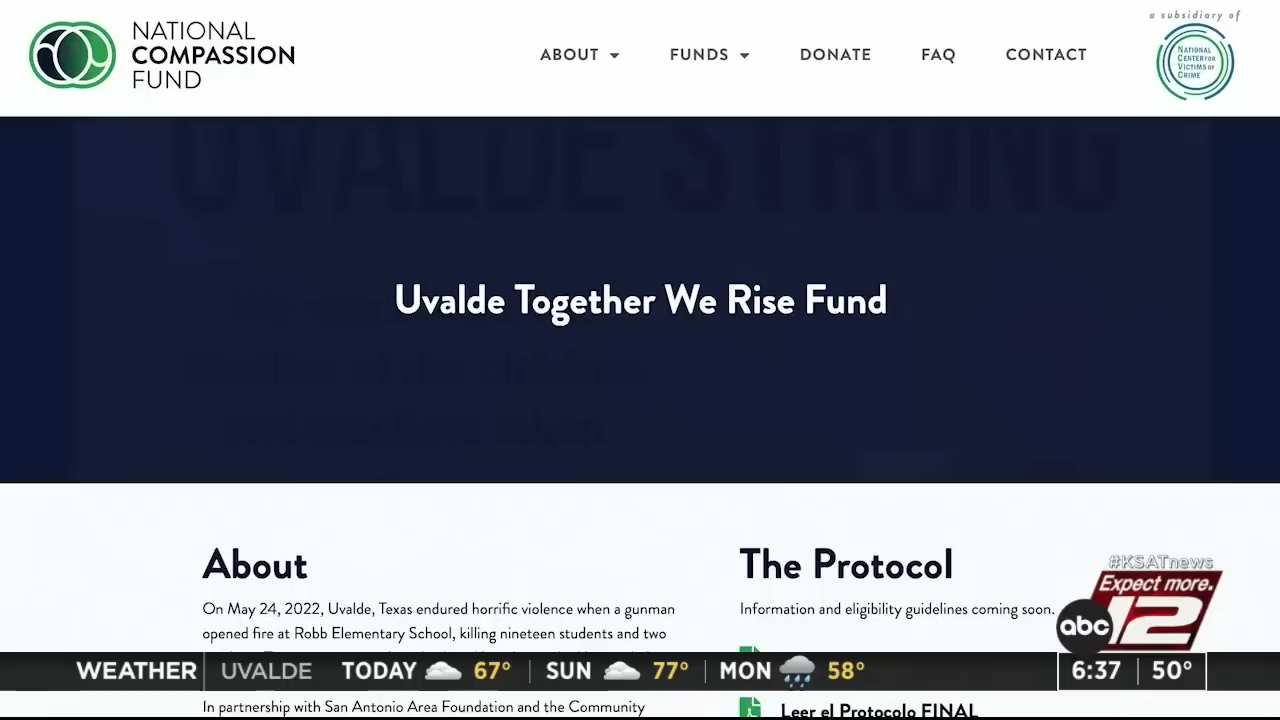 NATIONAL
COMPASSION
FUND
ABOUT
FUNDS
DONATE
FAQ
CONTACT
a subsidiary of
NATIONAL
CENTER FOR
VICTIMS OF
CRIME
UVALDE STRONG
Uvalde Together We Rise Fund
About
On May 24, 2022, Uvalde, Texas endured horrific violence when a gunman
opened fire at Robb Elementary School, killing nineteen students and two
In partnership with San Antonio Area Foundation and the Community
The Protocol
Information and eligibility guidelines coming soon.
Leer el Protocolo FINAL
#KSATnews
Expect more.
abc 12
WEATHER UVALDE TODAY 67° SUN 77° MON 58° 6:37 50°